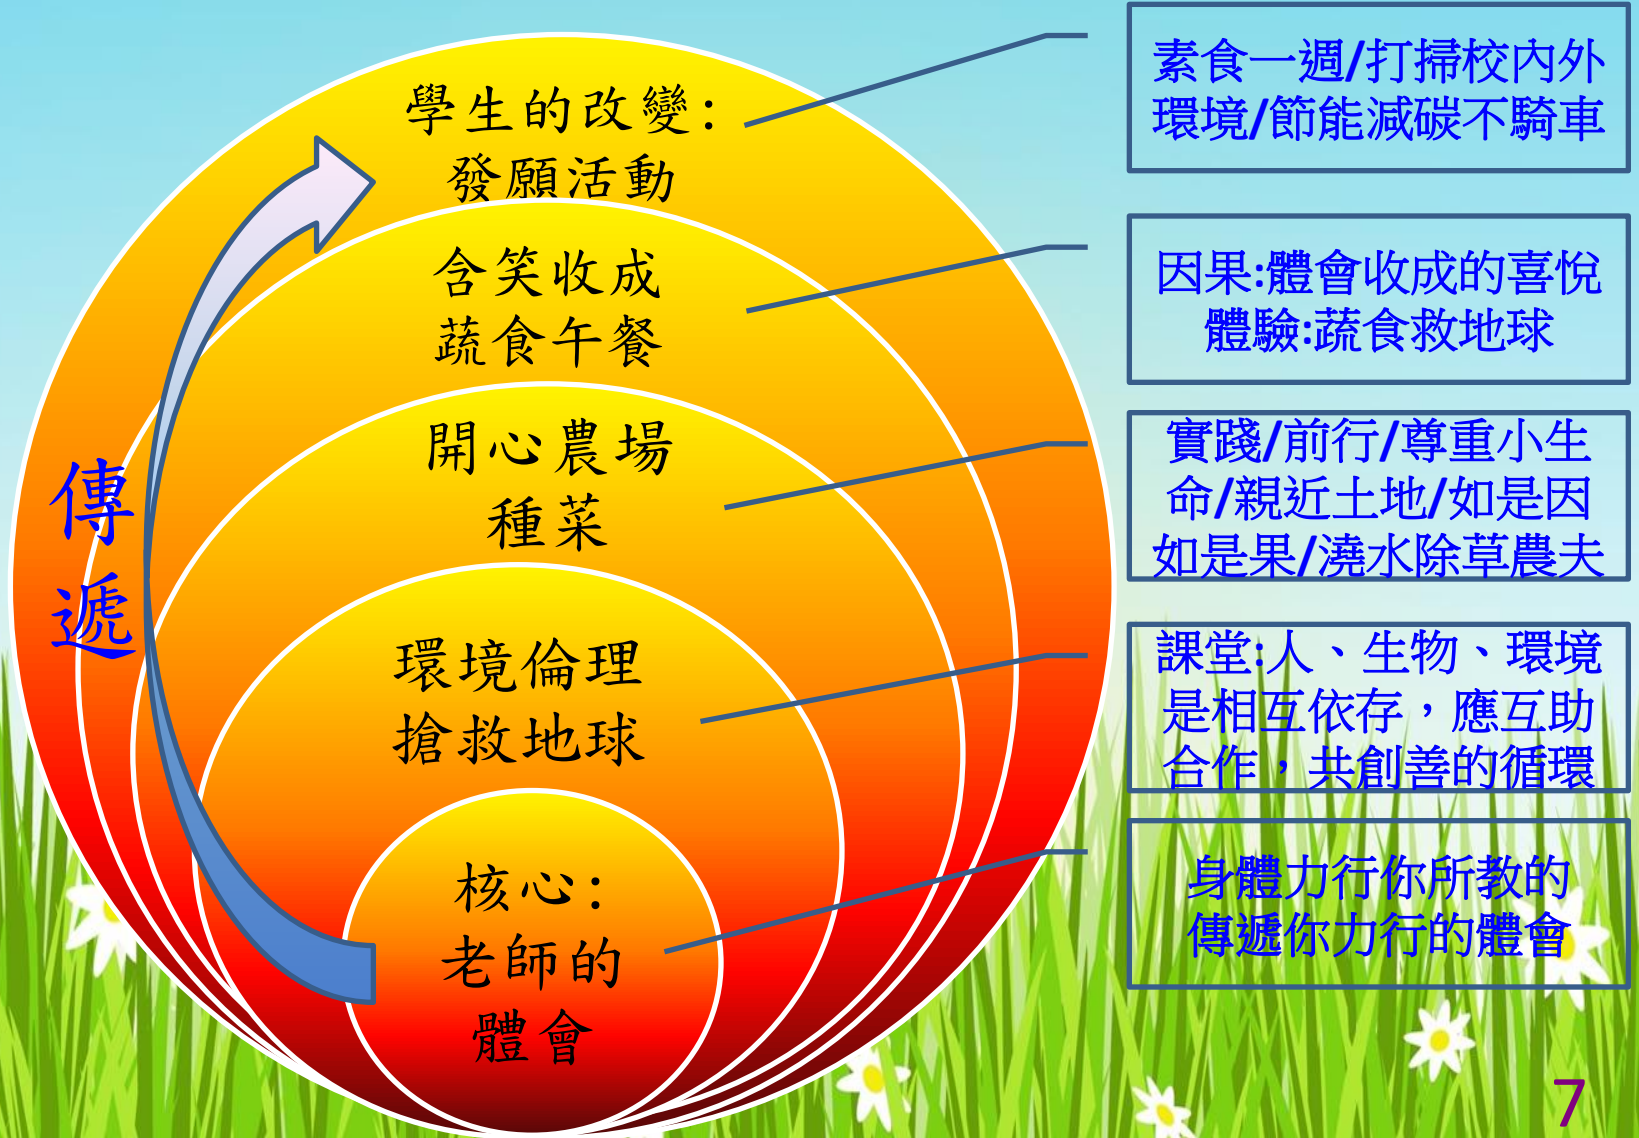 學生的改變:
發願活動
素食一週/打掃校內外
環境/節能減碳不騎車
含笑收成
蔬食午餐
因果:體會收成的喜悅
體驗:蔬食救地球
開心農場
種菜
實踐/前行/尊重小生
命/親近土地/如是因
如是果/澆水除草農夫
傳
遞
環境倫理
搶救地球
課堂:人、生物、環境
是相互依存，應互助
合作，共創善的循環
核心:
老師的
體會
身體力行你所教的
傳遞你力行的體會
7